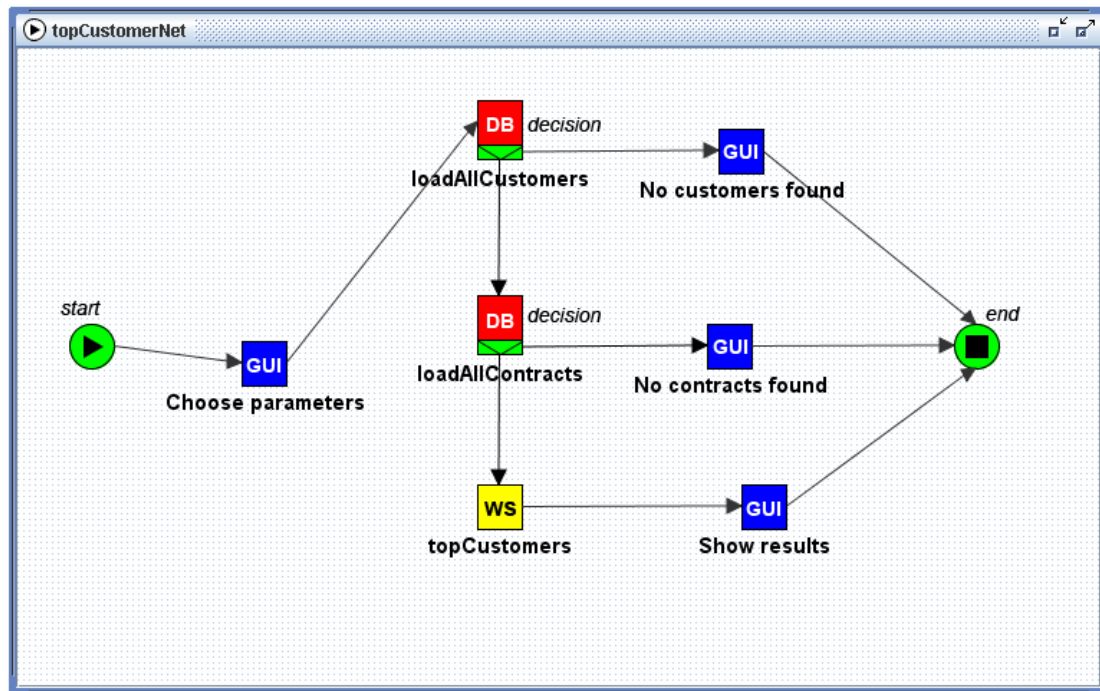 topCustomerNet
DB decision
loadAllCustomers
GUI
No customers found
start
GUI
Choose parameters
DB decision
loadAllContracts
GUI
No contracts found
end
WS
topCustomers
GUI
Show results